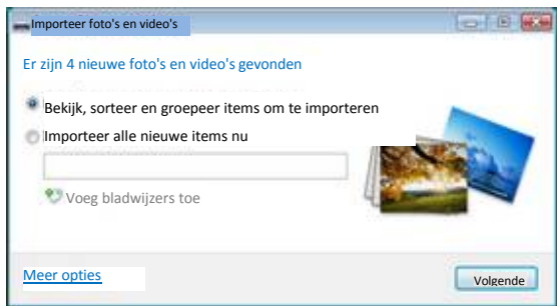 Importeer foto's en video's
Er zijn 4 nieuwe foto's en video's gevonden
Bekijk, sorteer en groepeer items om te importeren
Importeer alle nieuwe items nu
Voeg bladwijzers toe
Meer opties
Volgende